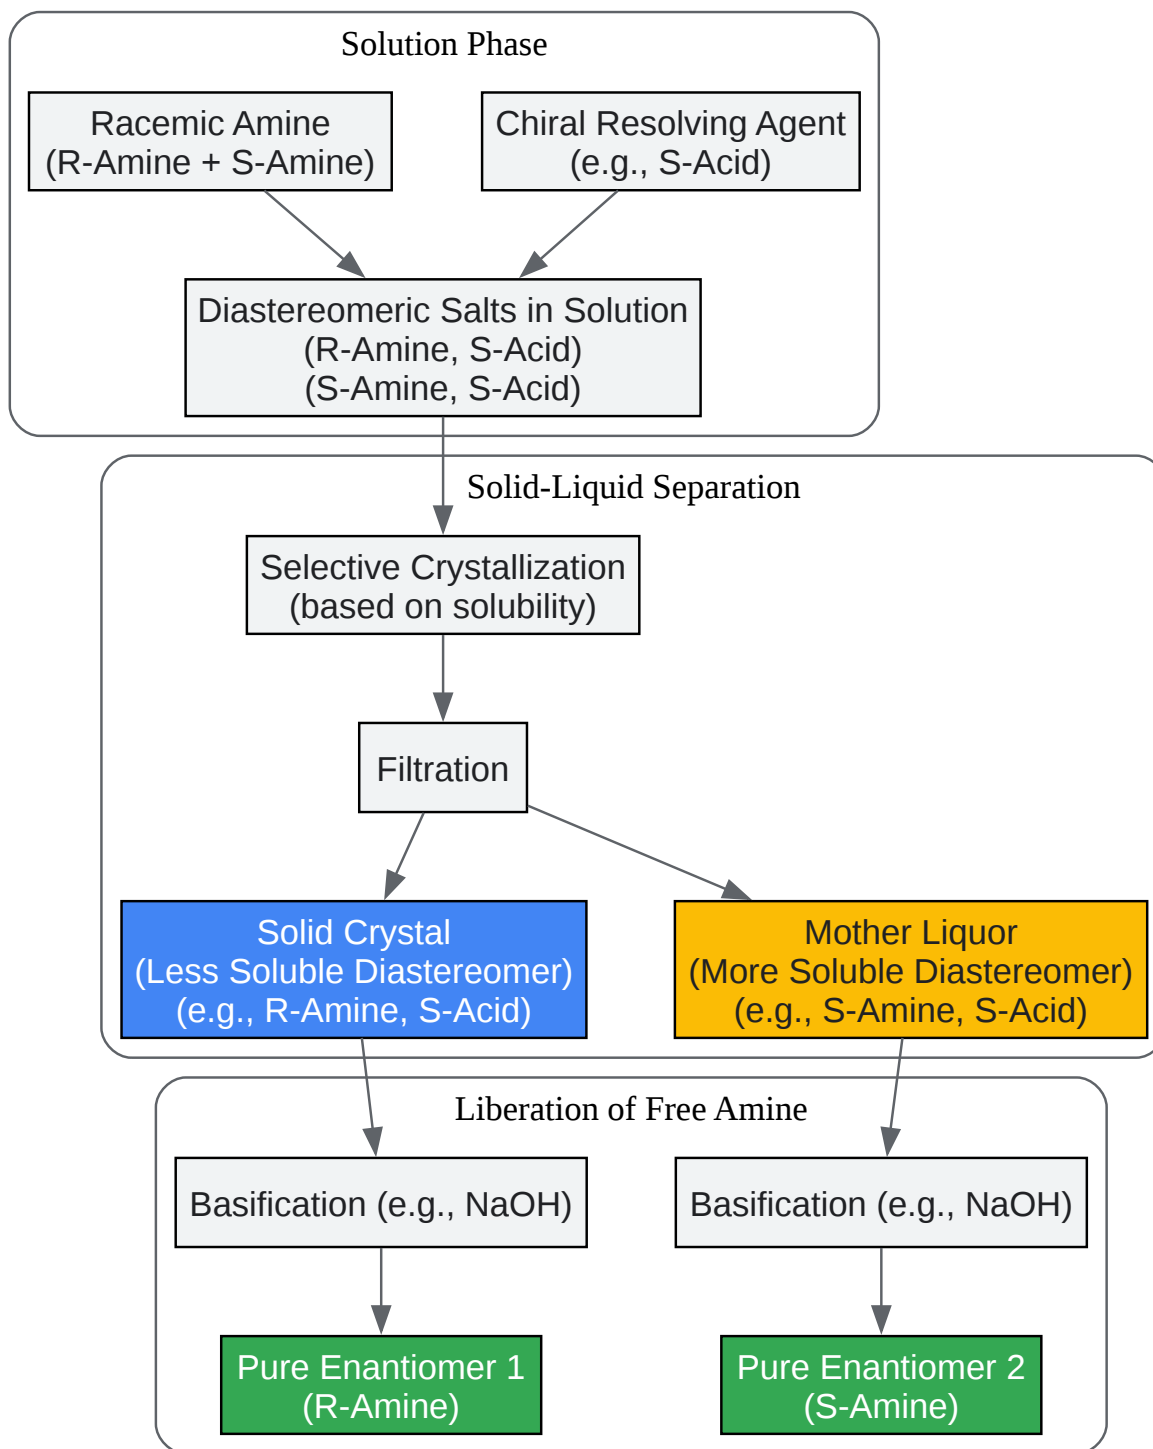 Solution Phase
Racemic Amine
(R-Amine + S-Amine)
Chiral Resolving Agent
(e.g., S-Acid)
Diastereomeric Salts in Solution
(R-Amine, S-Acid)
(S-Amine, S-Acid)
Solid-Liquid Separation
Selective Crystallization
(based on solubility)
Filtration
Solid Crystal
(Less Soluble Diastereomer)
(e.g., R-Amine, S-Acid)
Mother Liquor
(More Soluble Diastereomer)
(e.g., S-Amine, S-Acid)
Liberation of Free Amine
Basification (e.g., NaOH)
Basification (e.g., NaOH)
Pure Enantiomer 1
(R-Amine)
Pure Enantiomer 2
(S-Amine)